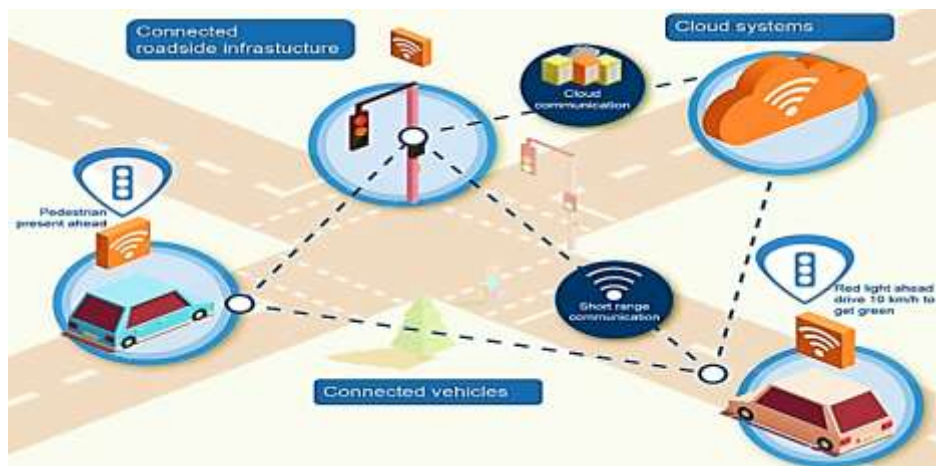 Connected
roadside infrastucture
Cloud systems
Cloud
communication
Pedestrian
present ahead
Red light ahead
drive 10 km/h to
get green
Short range
communication
Connected vehicles